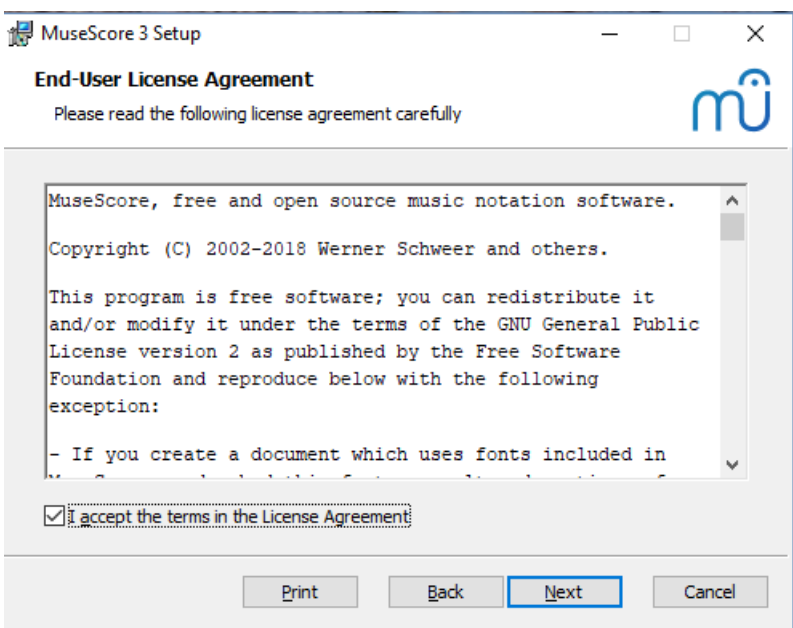 MuseScore 3 Setup
End-User License Agreement
Please read the following license agreement carefully
MuseScore, free and open source music notation software.
Copyright (C) 2002-2018 Werner Schweer and others.
This program is free software; you can redistribute it
and/or modify it under the terms of the GNU General Public
License version 2 as published by the Free Software
Foundation and reproduce below with the following
exception:
- If you create a document which uses fonts included in
I accept the terms in the License Agreement
Print Back Next Cancel